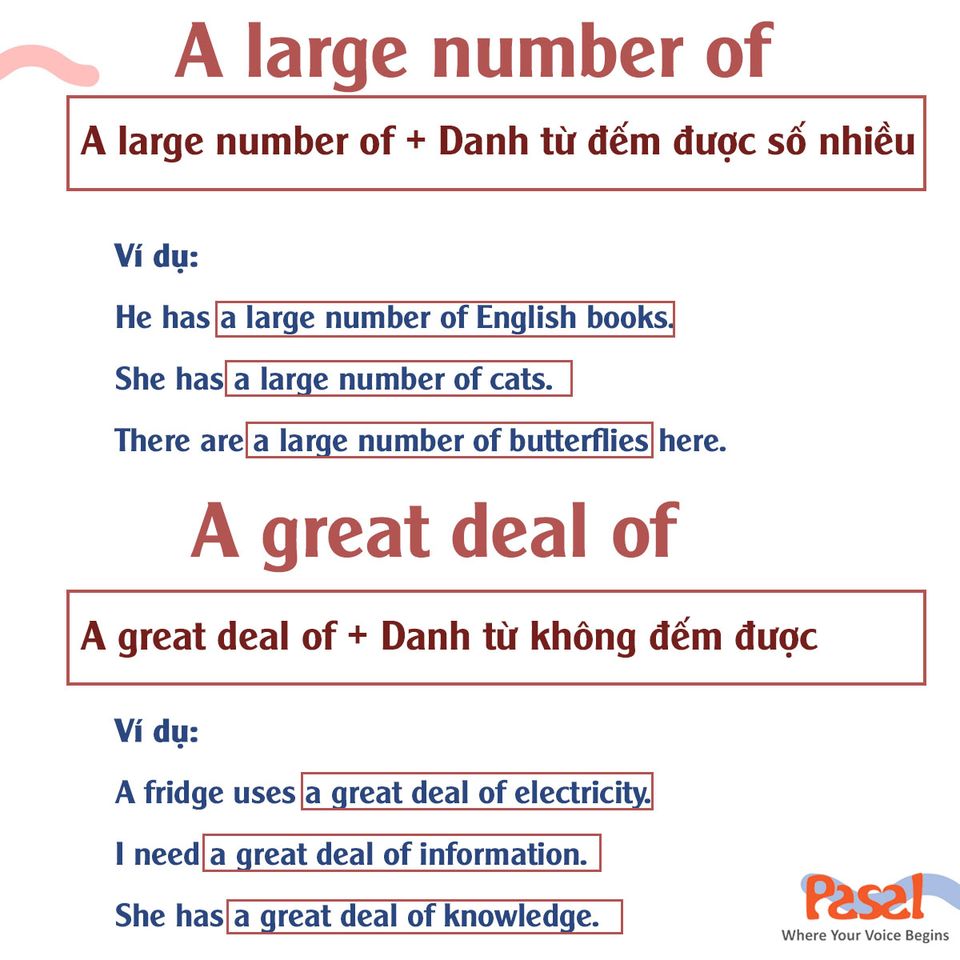 A large number of
A large number of + Danh từ đếm được số nhiều
Ví dụ:
He has a large number of English books.
She has a large number of cats.
There are a large number of butterflies here.
A great deal of
A great deal of + Danh từ không đếm được
Ví dụ:
A fridge uses a great deal of electricity.
I need a great deal of information.
She has a great deal of knowledge.
Pasal
Where Your Voice Begins